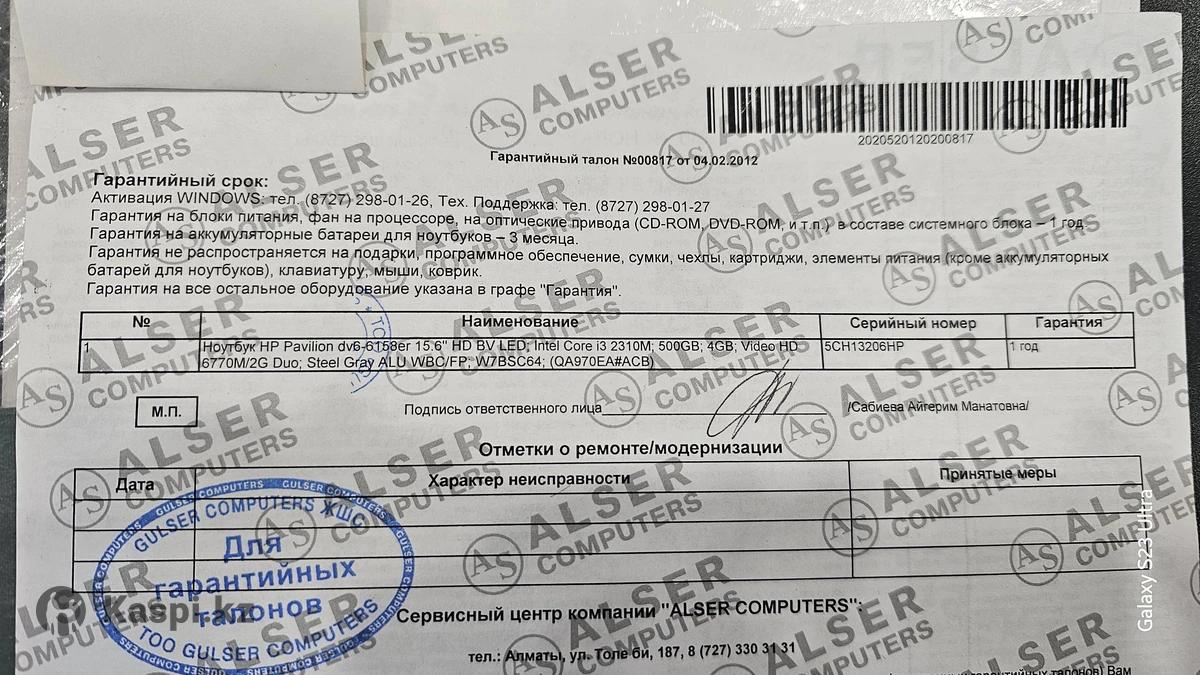 2020520120200817
Гарантийный талон №00817 от 04.02.2012
Гарантийный срок:
Активация WINDOWS: тел. (8727) 298-01-26, Тех. Поддержка: тел. (8727) 298-01-27
Гарантия на блоки питания, фан на процессоре, на оптические привода (CD-ROM, DVD-ROM, и т.п.) в составе системного блока – 1 год
Гарантия на аккумуляторные батареи для ноутбуков – 3 месяца.
Гарантия не распространяется на подарки, программное обеспечение, сумки, чехлы, картриджи, элементы питания (кроме аккумуляторных
батарей для ноутбуков), клавиатуру, мыши, коврик.
Гарантия на все остальное оборудование указана в графе "Гарантия".
№ Наименование Серийный номер Гарантия
1 Ноутбук HP Pavilion dv6-6158er 15.6" HD BV LED; Intel Core i3 2310M; 500GB; 4GB; Video HD 5CH13206HP 1 год
6770M/2G Duo; Steel Gray ALU WBC/FP; W7BSC64; (QA970EA#ACB)
М.П.
Подпись ответственного лица /Сабиева Айгерим Манатовна/
Отметки о ремонте/модернизации
Дата Характер неисправности Принятые меры
GULSER COMPUTERS ЖШС
Для
гарантийных
талонов
ТОО GULSER COMPUTERS
Kaspi.kz
Сервисный центр компании "ALSER COMPUTERS":
тел.: Алматы, ул. Толе би, 187, 8 (727) 330 31 31
гарантийных талонов) Вам
AS ALSER COMPUTERS
Galaxy S23 Ultra